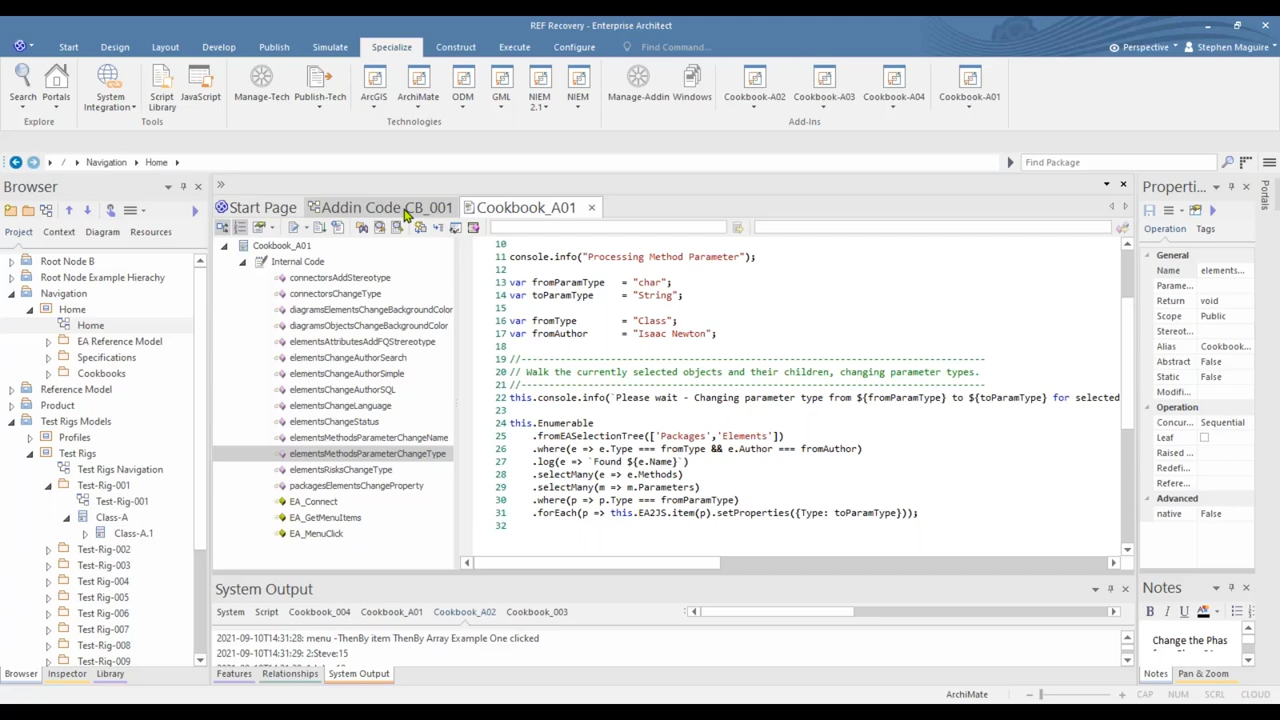 REF Recovery - Enterprise Architect
Start Design Layout Develop Publish Simulate Specialize Construct Execute Configure Find Command... Perspective Stephen Maguire
Search Portals System Integration Script Library JavaScript Manage-Tech Publish-Tech ArcGIS ArchiMate ODM GML NIEM 2.1 NIEM Manage-Addin Windows Cookbook-A02 Cookbook-A03 Cookbook-A04 Cookbook-A01
Explore Tools Technologies Add-Ins
/ Navigation Home Find Package
Browser
Project Context Diagram Resources
Root Node B
Root Node Example Hierachy
Navigation
Home
Home
EA Reference Model
Specifications
Cookbooks
Reference Model
Product
Test Rigs Models
Profiles
Test Rigs
Test Rigs Navigation
Test-Rig-001
Test-Rig-001
Class-A
Class-A.1
Test-Rig-002
Test-Rig-003
Test-Rig-004
Test-Rig-005
Test-Rig-006
Test-Rig-007
Test-Rig-008
Test-Rig-009
Browser Inspector Library
Start Page Addin Code CB_001 Cookbook_A01
Cookbook_A01
Internal Code
connectorsAddStereotype
connectorsChangeType
diagramsElementsChangeBackgroundColor
diagramsObjectsChangeBackgroundColor
elementsAttributesAddFQStrereotype
elementsChangeAuthorSearch
elementsChangeAuthorSimple
elementsChangeAuthorSQL
elementsChangeLanguage
elementsChangeStatus
elementsMethodsParameterChangeName
elementsMethodsParameterChangeType
elementsRisksChangeType
packagesElementsChangeProperty
EA_Connect
EA_GetMenuItems
EA_MenuClick
10
11 console.info("Processing Method Parameter");
12
13 var fromParamType = "char";
14 var toParamType = "String";
15
16 var fromType = "Class";
17 var fromAuthor = "Isaac Newton";
18
19 //------------------------------------------------------------------------
20 // Walk the currently selected objects and their children, changing parameter types.
21 //------------------------------------------------------------------------
22 this.console.info(`Please wait - Changing parameter type from ${fromParamType} to ${toParamType} for selected
23
24 this.Enumerable
25 .fromEASelectionTree(['Packages','Elements'])
26 .where(e => e.Type === fromType && e.Author === fromAuthor)
27 .log(e => `Found ${e.Name}`)
28 .selectMany(e => e.Methods)
29 .selectMany(m => m.Parameters)
30 .where(p => p.Type === fromParamType)
31 .forEach(p => this.EA2JS.item(p).setProperties({Type: toParamType}));
32
System Output
System Script Cookbook_004 Cookbook_A01 Cookbook_A02 Cookbook_003
2021-09-10T14:31:28: menu -ThenBy item ThenBy Array Example One clicked
2021-09-10T14:31:29: 2:Steve:15
Features Relationships System Output
Properti...
Operation Tags
General
Name elements...
Parame...
Return void
Scope Public
Stereot...
Alias Cookbook...
Abstract False
Static False
Modifi...
Operation
Concur... Sequential
Leaf
Raised ...
Redefi...
Refere...
Advanced
native False
Notes
B I U A
Change the Phas
Notes Pan & Zoom
Portals
ArchiMate CAP NUM SCRL CLOUD